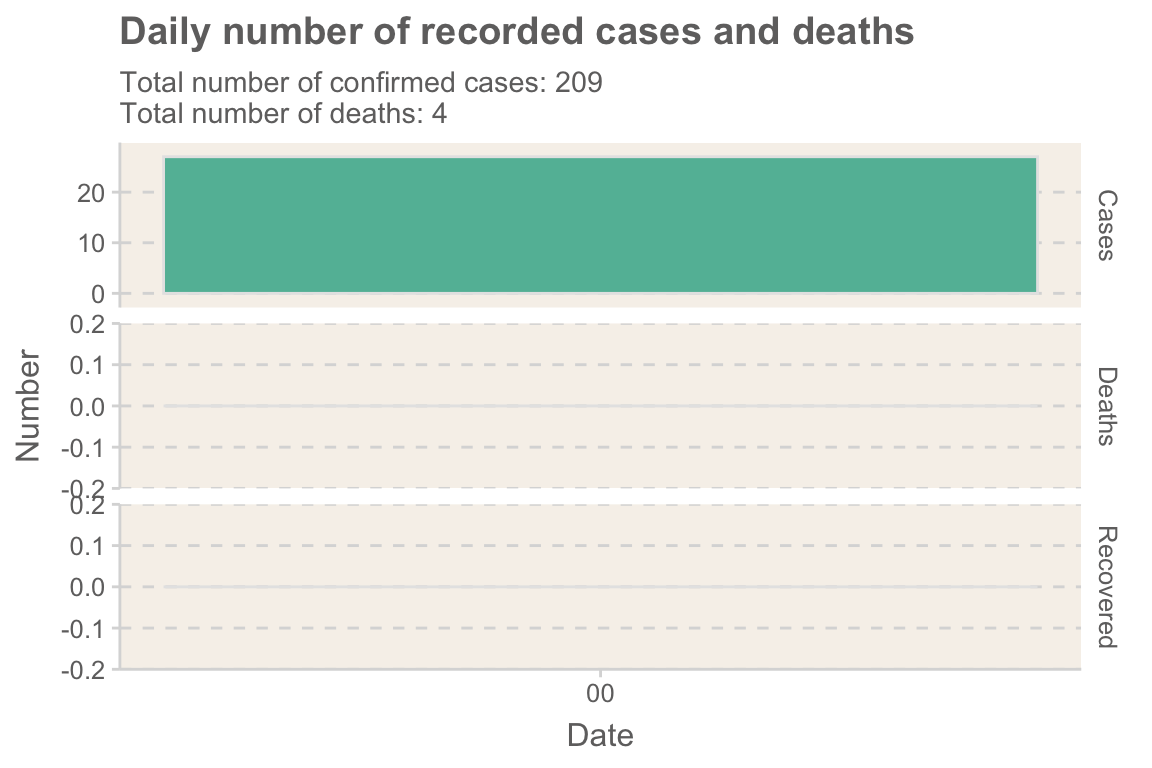 Daily number of recorded cases and deaths
Total number of confirmed cases: 209
Total number of deaths: 4
20
10
0
Cases
0.2
0.1
0.0
-0.1
-0.2
Deaths
0.2
0.1
0.0
-0.1
-0.2
Recovered
Number
00
Date